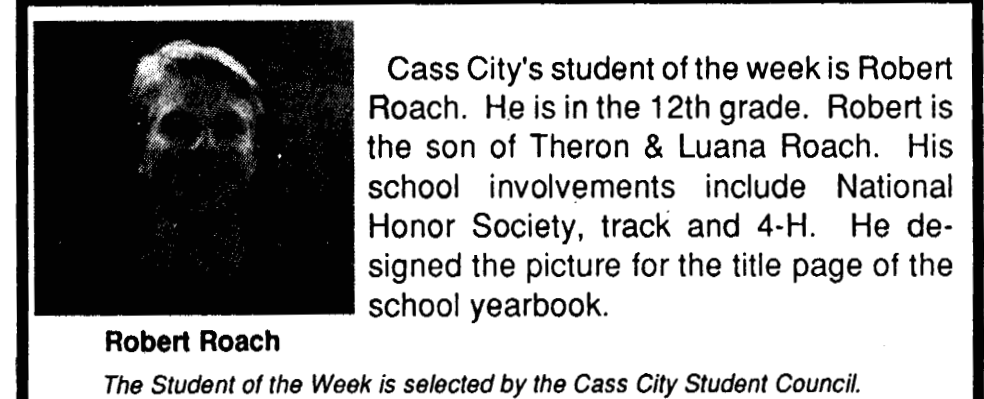 Cass City's student of the week is Robert
Roach. He is in the 12th grade. Robert is
the son of Theron & Luana Roach. His
school involvements include National
Honor Society, track and 4-H. He de-
signed the picture for the title page of the
school yearbook.
Robert Roach
The Student of the Week is selected by the Cass City Student Council.